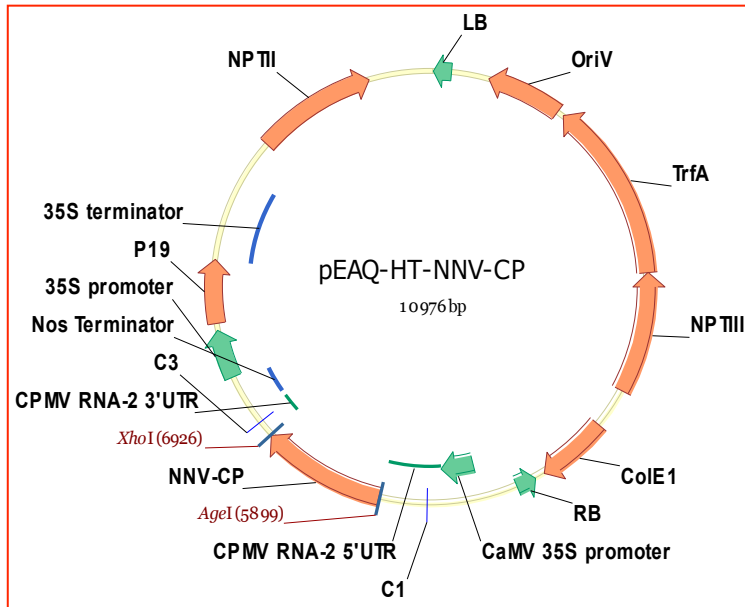 LB
NPTII
OriV
TrfA
35S terminator
P19
pEAQ-HT-NNV-CP
35S promoter
10976 bp
Nos Terminator
NPTIII
C3
CPMV RNA-2 3'UTR
XhoI (6926)
NNV-CP
ColE1
AgeI (5899)
RB
CPMV RNA-2 5'UTR
CaMV 35S promoter
C1